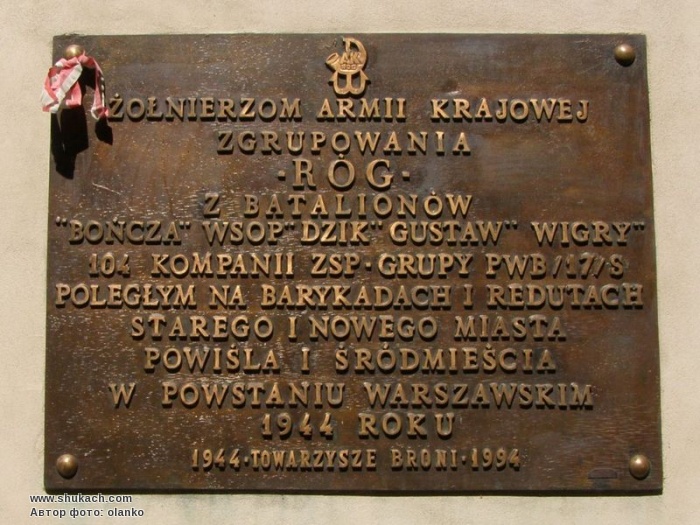 ŻOŁNIERZOM ARMII KRAJOWEJ
ZGRUPOWANIA
·RÓG·
Z BATALIONÓW
"BOŃCZA" WSOP "DZIK" GUSTAW" WIGRY"
104 KOMPANII ZSP·GRUPY PWB/17/S
POLEGŁYM NA BARYKADACH I REDUTACH
STAREGO I NOWEGO MIASTA
POWIŚLA I ŚRÓDMIEŚCIA
W POWSTANIU WARSZAWSKIM
1944 ROKU
1944·TOWARZYSZE BRONI·1994
www.shukach.com
Автор фото: olanko